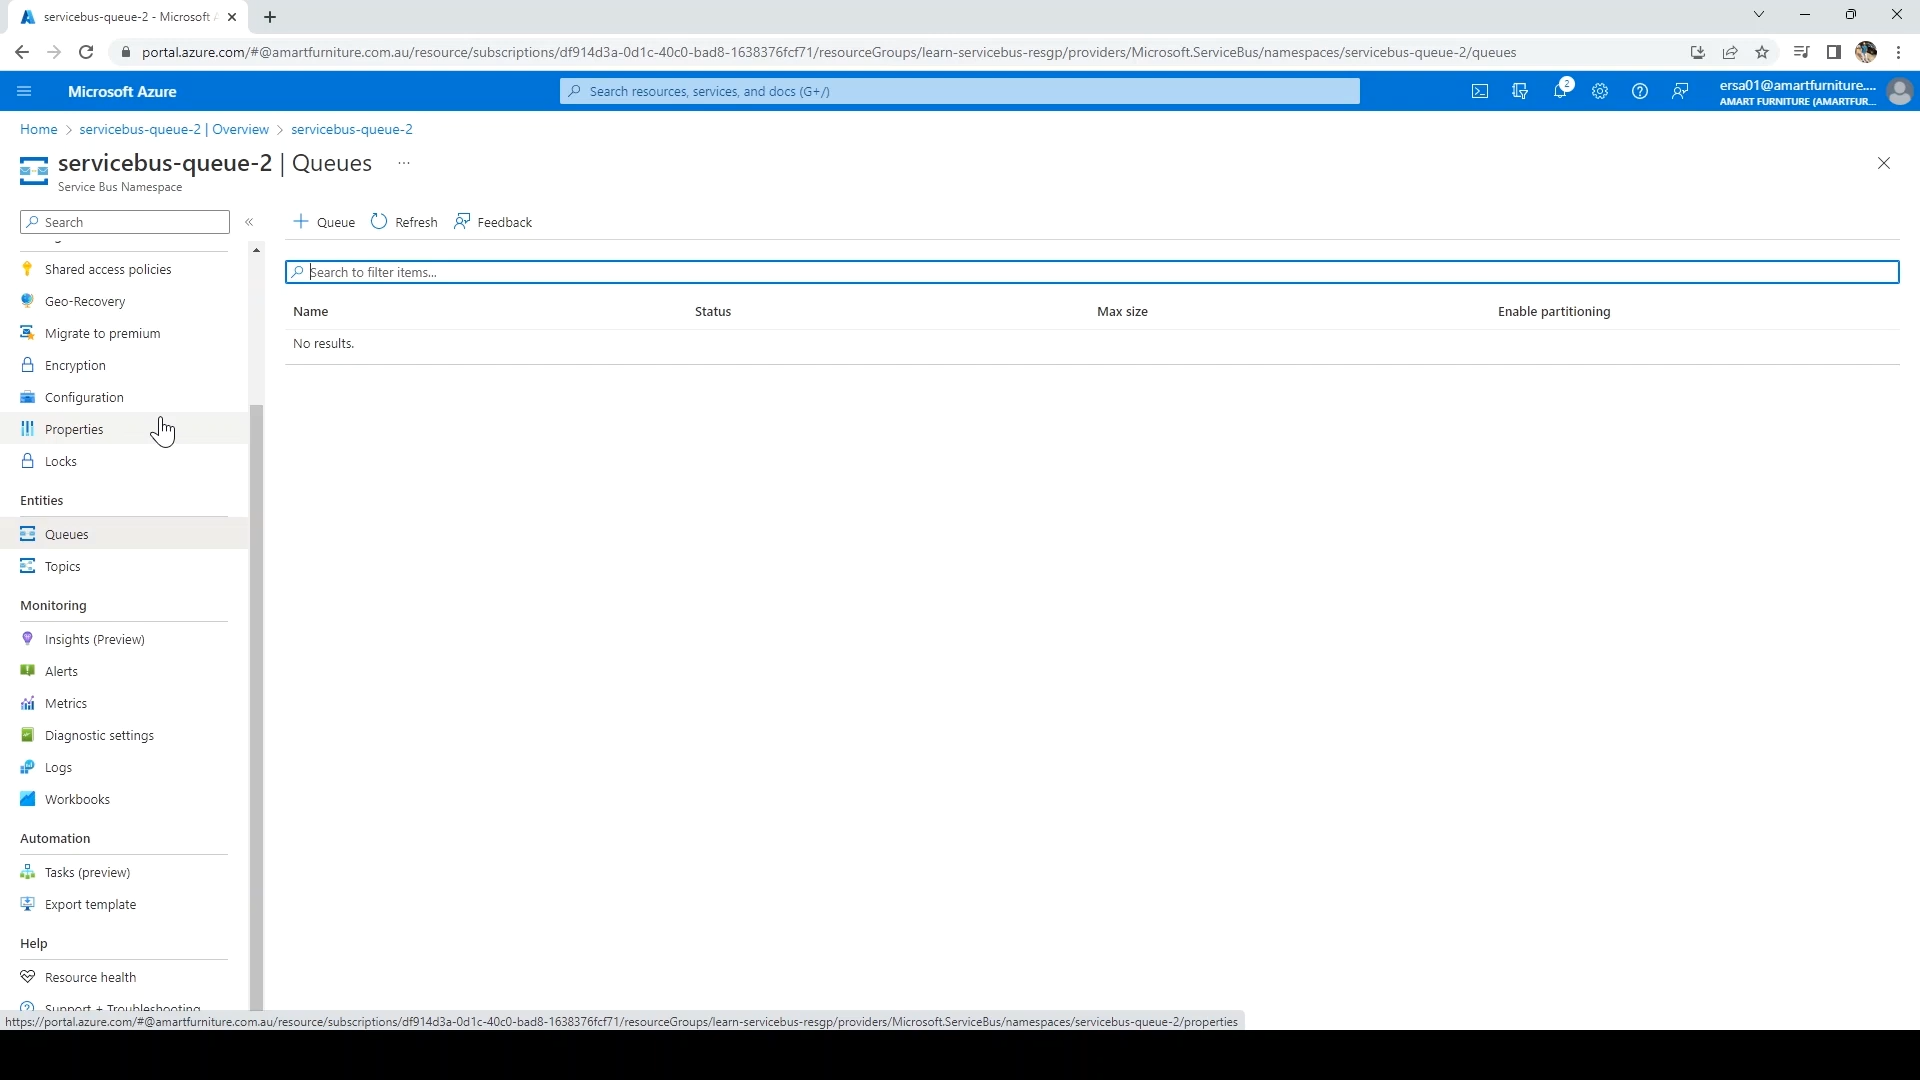 servicebus-queue-2 - Microsoft A
portal.azure.com/#@amartfurnitcure.com.au/resource/subscriptions/df914d3a-0d1c-40c0-bad8-1638376fcf71/resourceGroups/learn-servicebus-resgp/providers/Microsoft.ServiceBus/namespaces/servicebus-queue-2/queues
Microsoft Azure
Search resources, services, and docs (G+/)
2
ersa01@amartfurniture....
AMART FURNITURE (AMARTFUR...
Home > servicebus-queue-2 | Overview > servicebus-queue-2
servicebus-queue-2 | Queues ...
Service Bus Namespace
Search
«
Queue
Refresh
Feedback
Shared access policies
Geo-Recovery
Migrate to premium
Encryption
Configuration
Properties
Locks
Entities
Queues
Topics
Monitoring
Insights (Preview)
Alerts
Metrics
Diagnostic settings
Logs
Workbooks
Automation
Tasks (preview)
Export template
Help
Resource health
Support + Troubleshooting
Search to filter items...
Name Status Max size Enable partitioning
No results.
https://portal.azure.com/#@amartfurniture.com.au/resource/subscriptions/df914d3a-0d1c-40c0-bad8-1638376fcf71/resourceGroups/learn-servicebus-resgp/providers/Microsoft.ServiceBus/namespaces/servicebus-queue-2/properties